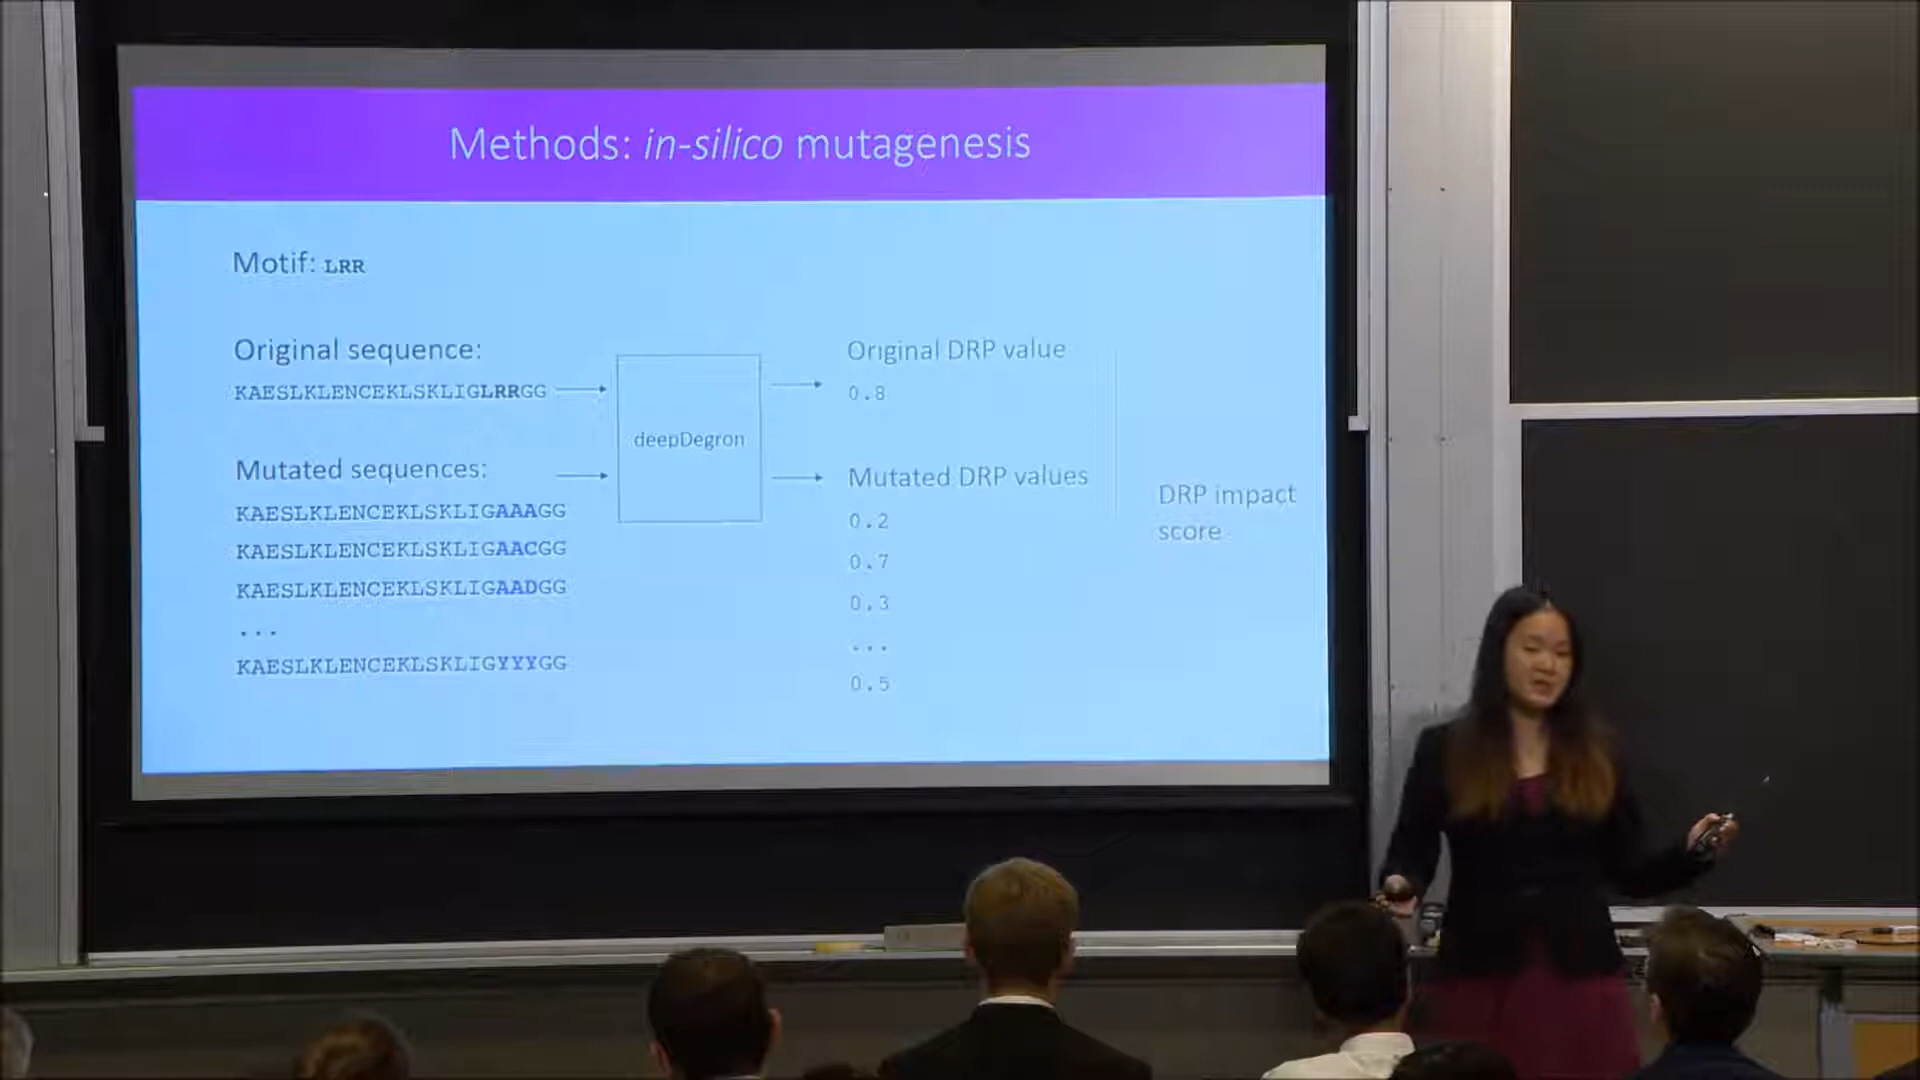 Methods: in-silico mutagenesis
Motif: LRR
Original sequence:
KAESLKLENCEKLSKLIGLRRGG
Mutated sequences:
KAESLKLENCEKLSKLIGAAAGG
KAESLKLENCEKLSKLIGAACGG
KAESLKLENCEKLSKLIGAADGG
...
KAESLKLENCEKLSKLIGYYYGG
deepDegron
Original DRP value
0.8
Mutated DRP values
0.2
0.7
0.3
...
0.5
DRP impact
score